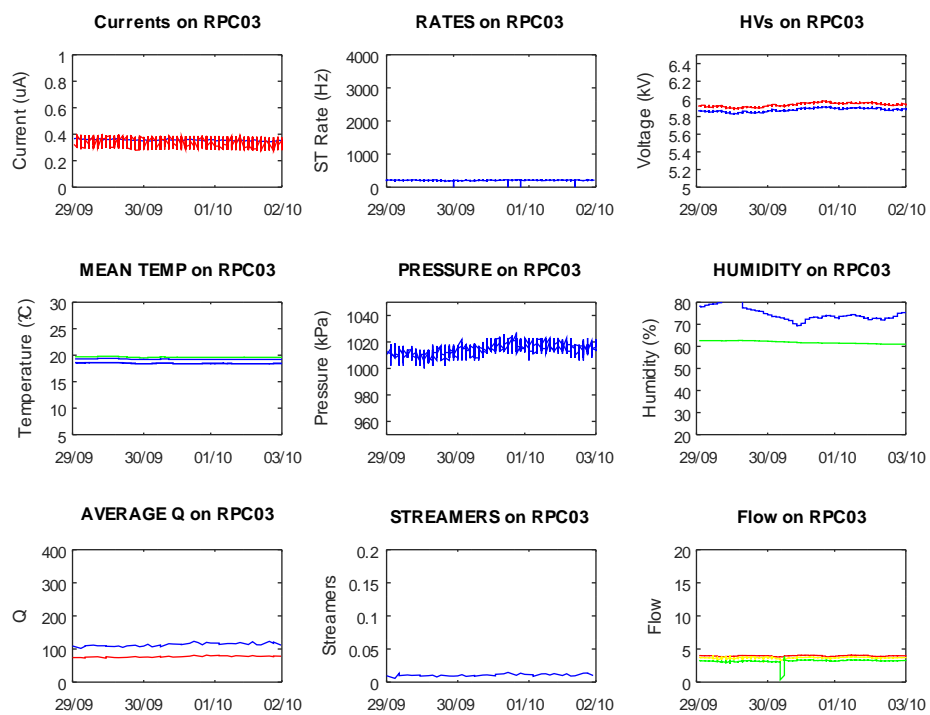 Currents on RPC03
Current (uA)
1
0.8
0.6
0.4
0.2
0
29/09 30/09 01/10 02/10
RATES on RPC03
ST Rate (Hz)
4000
3000
2000
1000
0
29/09 30/09 01/10 02/10
HVs on RPC03
Voltage (kV)
6.4
6.2
6
5.8
5.6
5.4
5.2
5
29/09 30/09 01/10 02/10
MEAN TEMP on RPC03
Temperature (?C)
30
25
20
15
10
5
29/09 30/09 01/10 02/10
PRESSURE on RPC03
Pressure (kPa)
1040
1020
1000
980
960
29/09 30/09 01/10 03/10
HUMIDITY on RPC03
Humidity (%)
80
70
60
50
40
30
20
29/09 30/09 01/10 03/10
AVERAGE Q on RPC03
Q
400
300
200
100
0
29/09 30/09 01/10 02/10
STREAMERS on RPC03
Streamers
0.2
0.15
0.1
0.05
0
29/09 30/09 01/10 02/10
Flow on RPC03
Flow
20
15
10
5
0
29/09 30/09 01/10 03/10